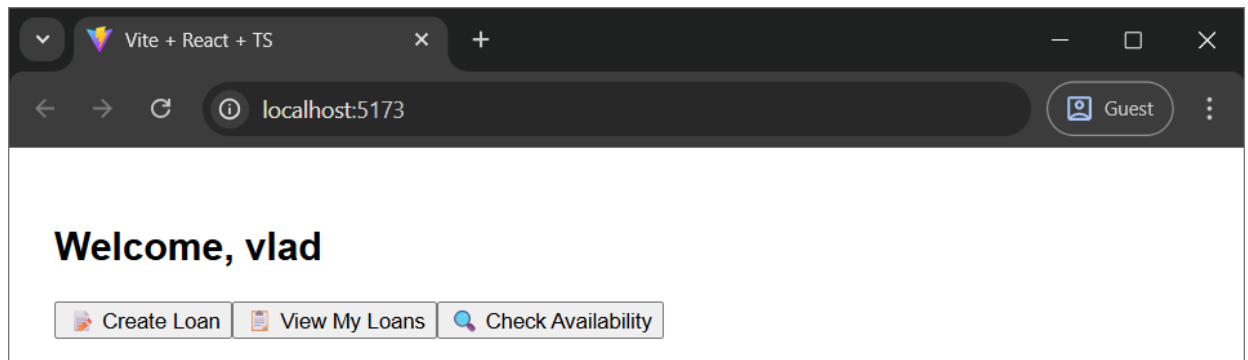 Vite + React + TS
localhost:5173 Guest
Welcome, vlad
Create Loan View My Loans Check Availability